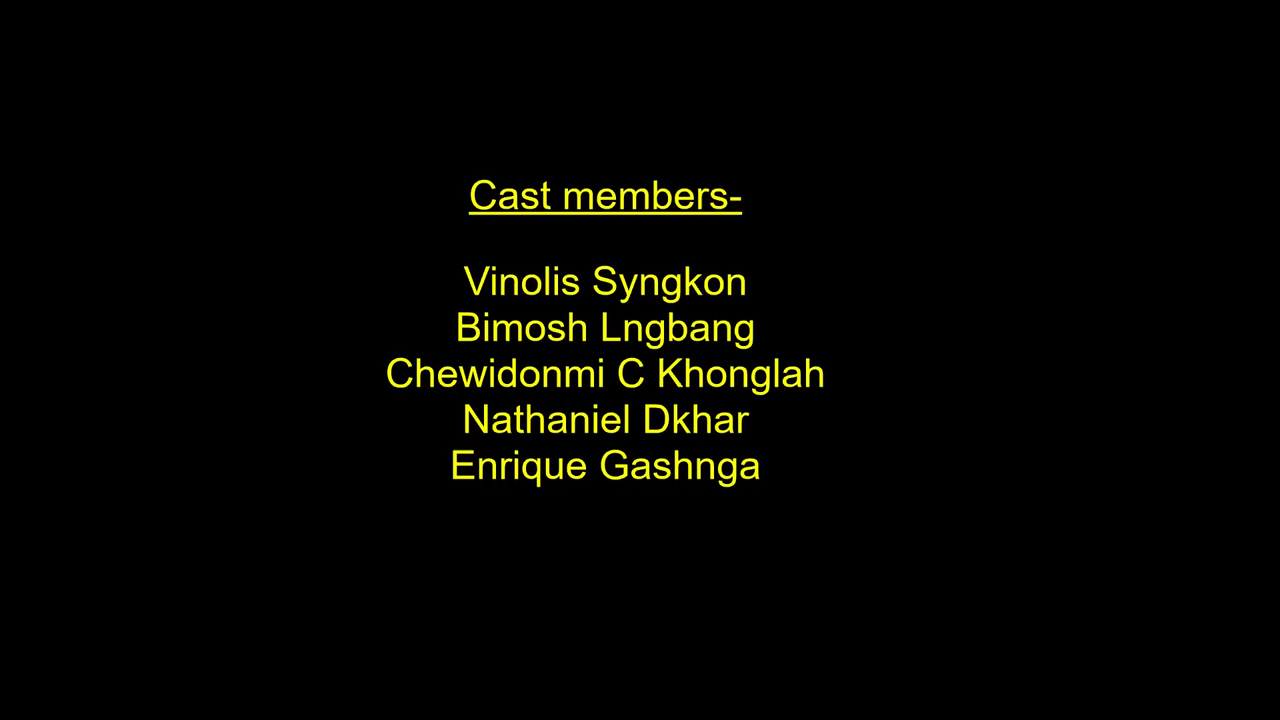 Cast members-
Vinolis Syngkon
Bimosh Lngbang
Chewidonmi C Khonglah
Nathaniel Dkhar
Enrique Gashnga